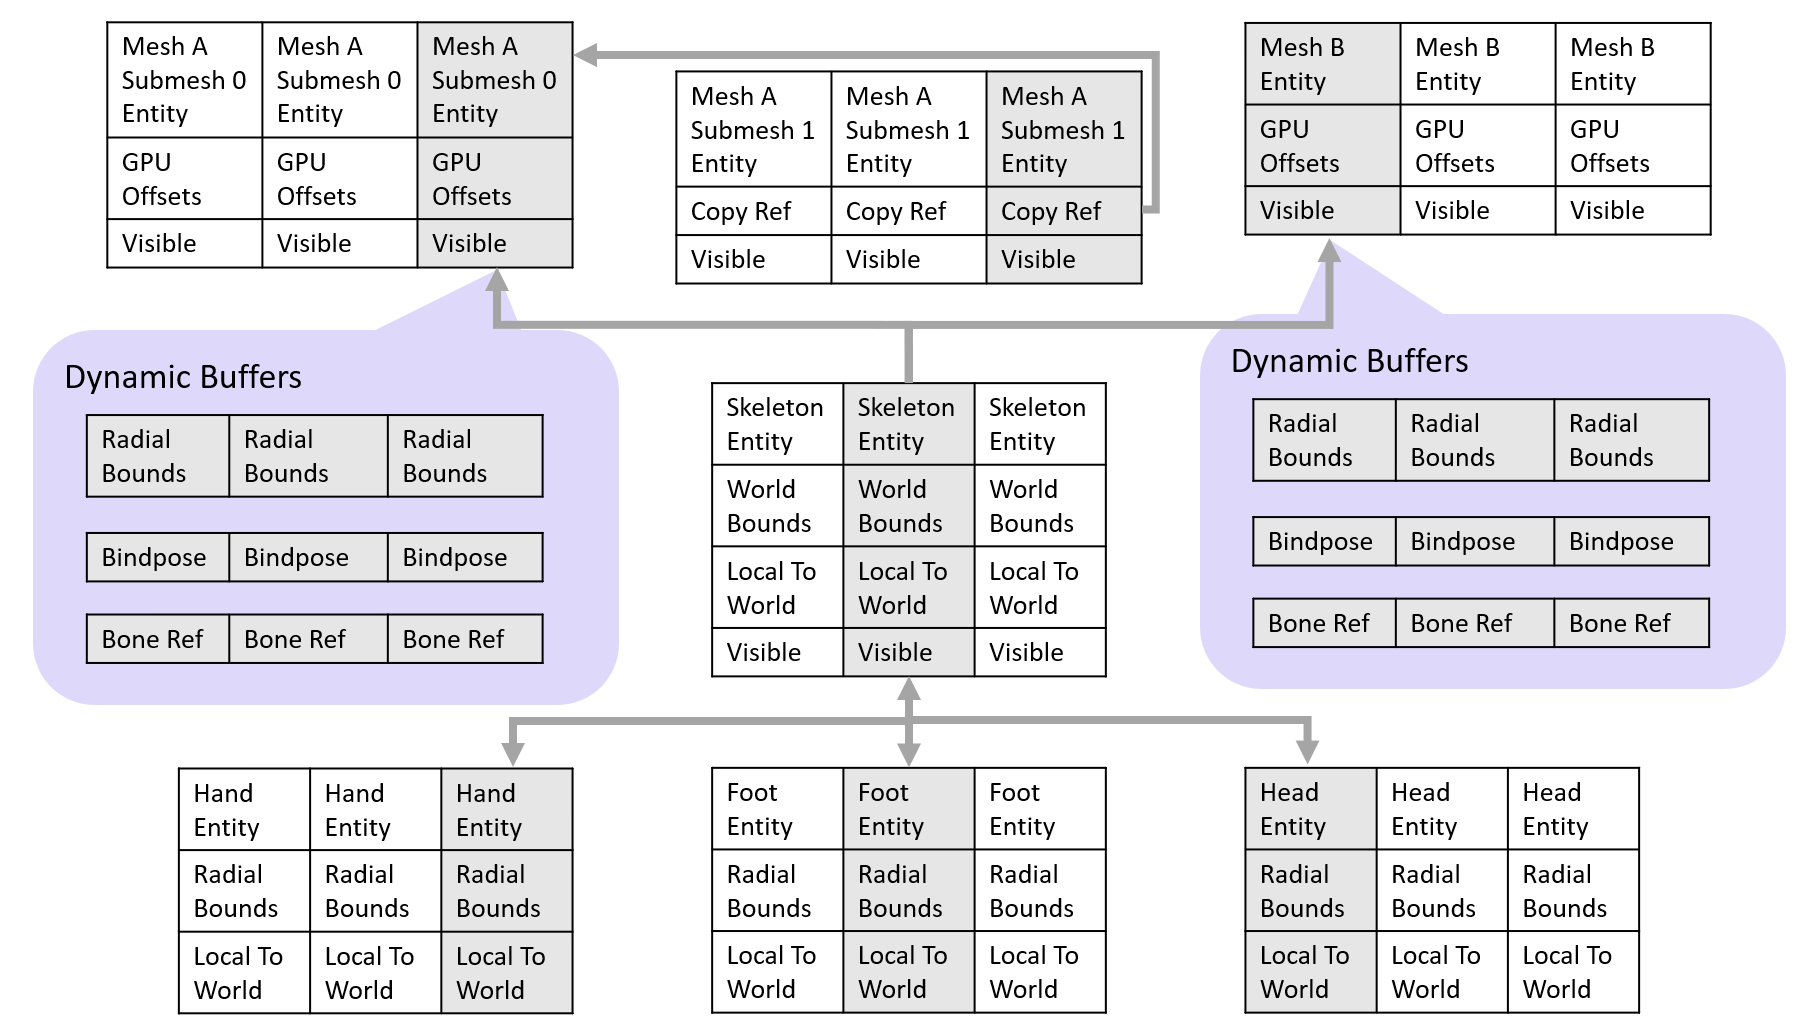 Mesh A
Submesh 0
Entity
Mesh A
Submesh 0
Entity
Mesh A
Submesh 0
Entity
GPU
Offsets
GPU
Offsets
GPU
Offsets
Visible
Visible
Visible
Mesh A
Submesh 1
Entity
Mesh A
Submesh 1
Entity
Mesh A
Submesh 1
Entity
Copy Ref
Copy Ref
Copy Ref
Visible
Visible
Visible
Mesh B
Entity
Mesh B
Entity
Mesh B
Entity
GPU
Offsets
GPU
Offsets
GPU
Offsets
Visible
Visible
Visible
Dynamic Buffers
Radial
Bounds
Radial
Bounds
Radial
Bounds
Bindpose
Bindpose
Bindpose
Bone Ref
Bone Ref
Bone Ref
Skeleton
Entity
Skeleton
Entity
Skeleton
Entity
World
Bounds
World
Bounds
World
Bounds
Local To
World
Local To
World
Local To
World
Visible
Visible
Visible
Dynamic Buffers
Radial
Bounds
Radial
Bounds
Radial
Bounds
Bindpose
Bindpose
Bindpose
Bone Ref
Bone Ref
Bone Ref
Hand
Entity
Hand
Entity
Hand
Entity
Radial
Bounds
Radial
Bounds
Radial
Bounds
Local To
World
Local To
World
Local To
World
Foot
Entity
Foot
Entity
Foot
Entity
Radial
Bounds
Radial
Bounds
Radial
Bounds
Local To
World
Local To
World
Local To
World
Head
Entity
Head
Entity
Head
Entity
Radial
Bounds
Radial
Bounds
Radial
Bounds
Local To
World
Local To
World
Local To
World